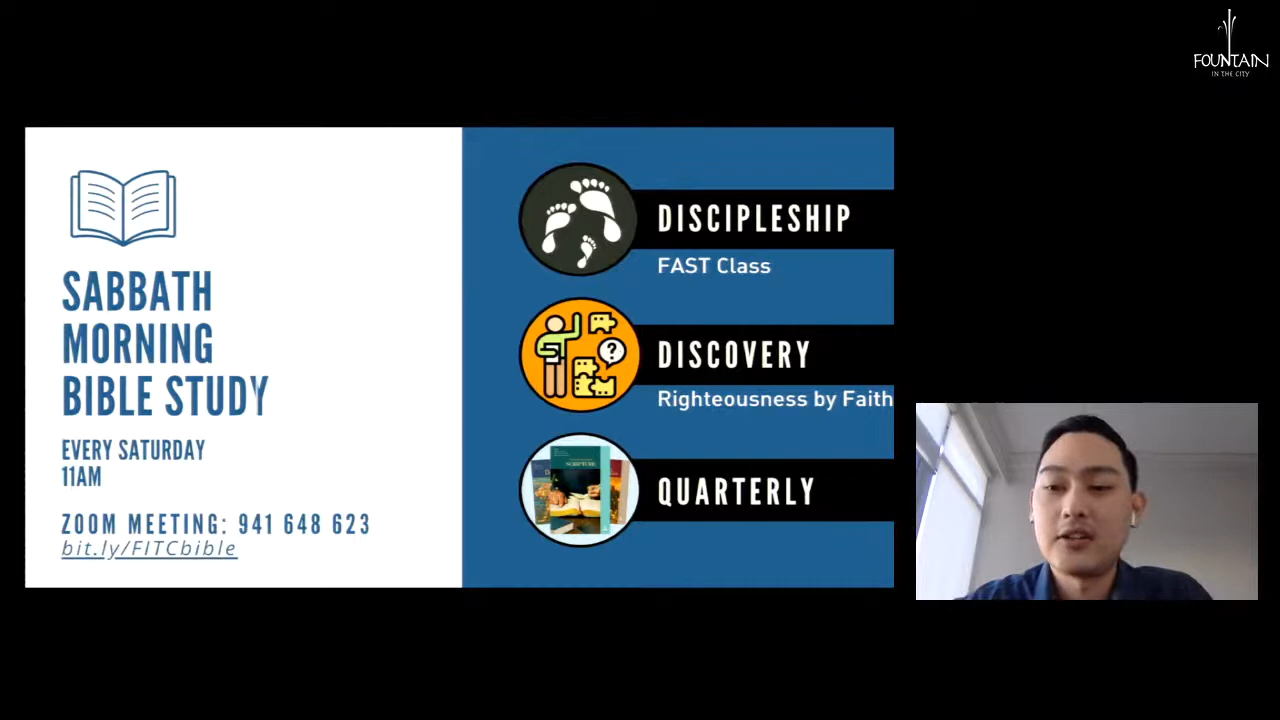 FOUNTAIN
IN THE CITY
SABBATH
MORNING
BIBLE STUDY
EVERY SATURDAY
11AM
ZOOM MEETING: 941 648 623
bit.ly/FITCbible
DISCIPLESHIP
FAST Class
DISCOVERY
?
Righteousness by Faith
SCRIPTURE
QUARTERLY